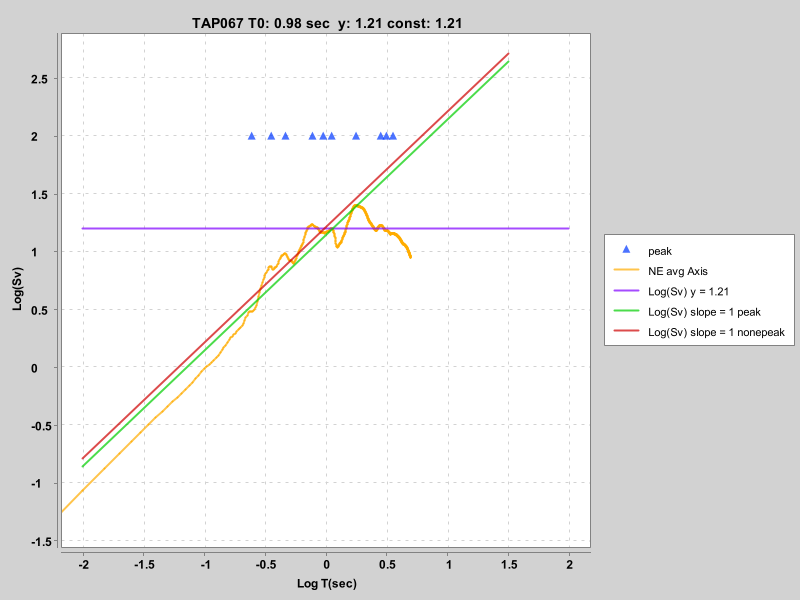 TAP067 T0: 0.98 sec  y: 1.21 const: 1.21
2.5
2
1.5
1
0.5
0
-0.5
-1
-1.5
Log(Sv)
-2
-1.5
-1
-0.5
0
0.5
1
1.5
2
Log T(sec)
peak
NE avg Axis
Log(Sv) y = 1.21
Log(Sv) slope = 1 peak
Log(Sv) slope = 1 nonepeak